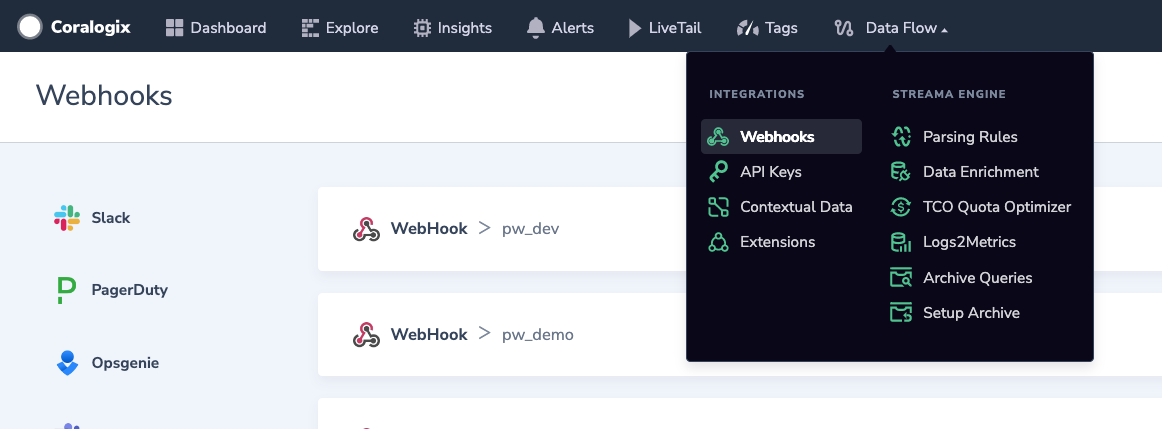 Coralogix
Dashboard
Explore
Insights
Alerts
LiveTail
Tags
Data Flow
Webhooks
INTEGRATIONS
Webhooks
API Keys
Contextual Data
Extensions
STREAMA ENGINE
Parsing Rules
Data Enrichment
TCO Quota Optimizer
Logs2Metrics
Archive Queries
Setup Archive
Slack
PagerDuty
Opsgenie
WebHook > pw_dev
WebHook > pw_demo